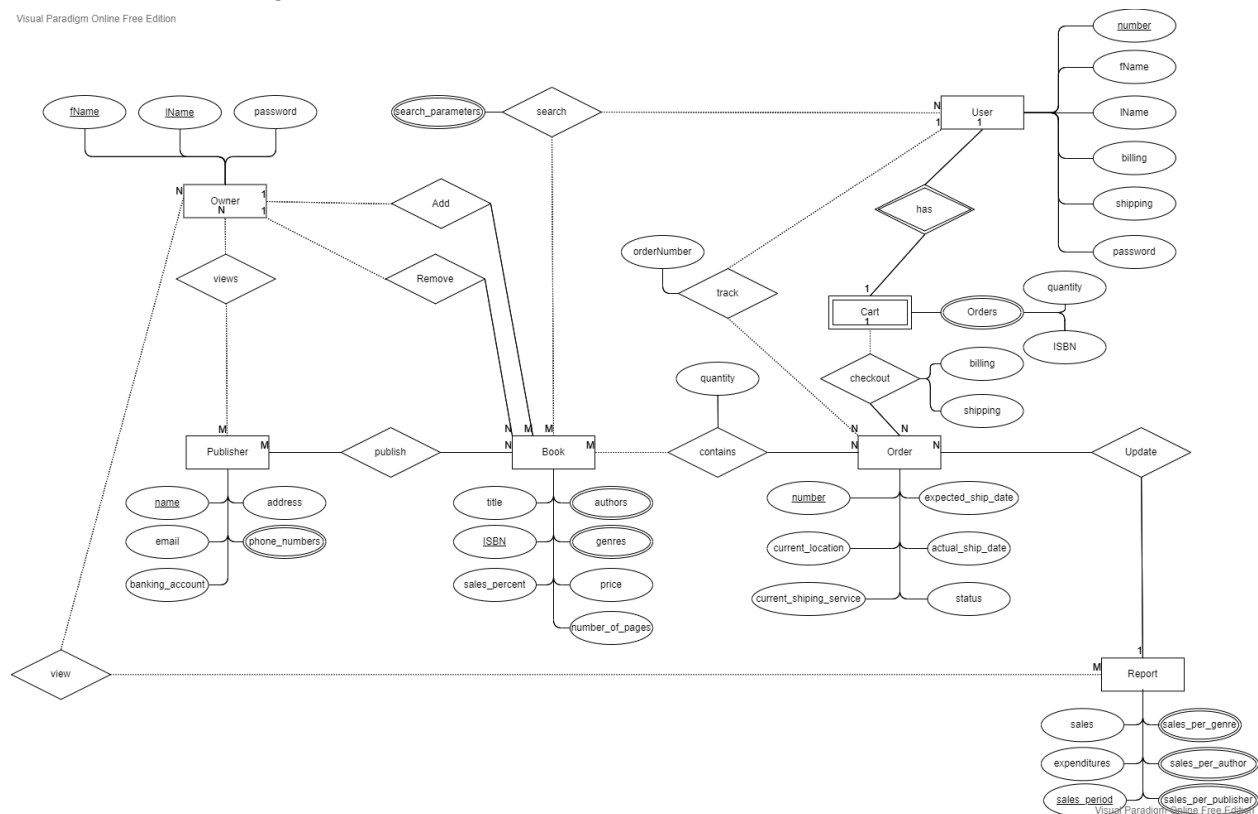 Visual Paradigm Online Free Edition
number
fName
lName
billing
shipping
password
User
N
1
1
search_parameters
search
fName
lName
password
Owner
N
1
1
N
Add
Remove
views
has
orderNumber
track
1
Cart
1
Orders
quantity
ISBN
checkout
billing
shipping
quantity
M
Publisher
M
publish
N
N
M
M
Book
M
contains
N
N
N
Order
N
Update
name
address
email
phone_numbers
banking_account
title
authors
ISBN
genres
sales_percent
price
number_of_pages
number
expected_ship_date
current_location
actual_ship_date
current_shiping_service
status
view
M
1
Report
sales
sales_per_genre
expenditures
sales_per_author
sales_period
sales_per_publisher
Visual Paradigm Online Free Edition